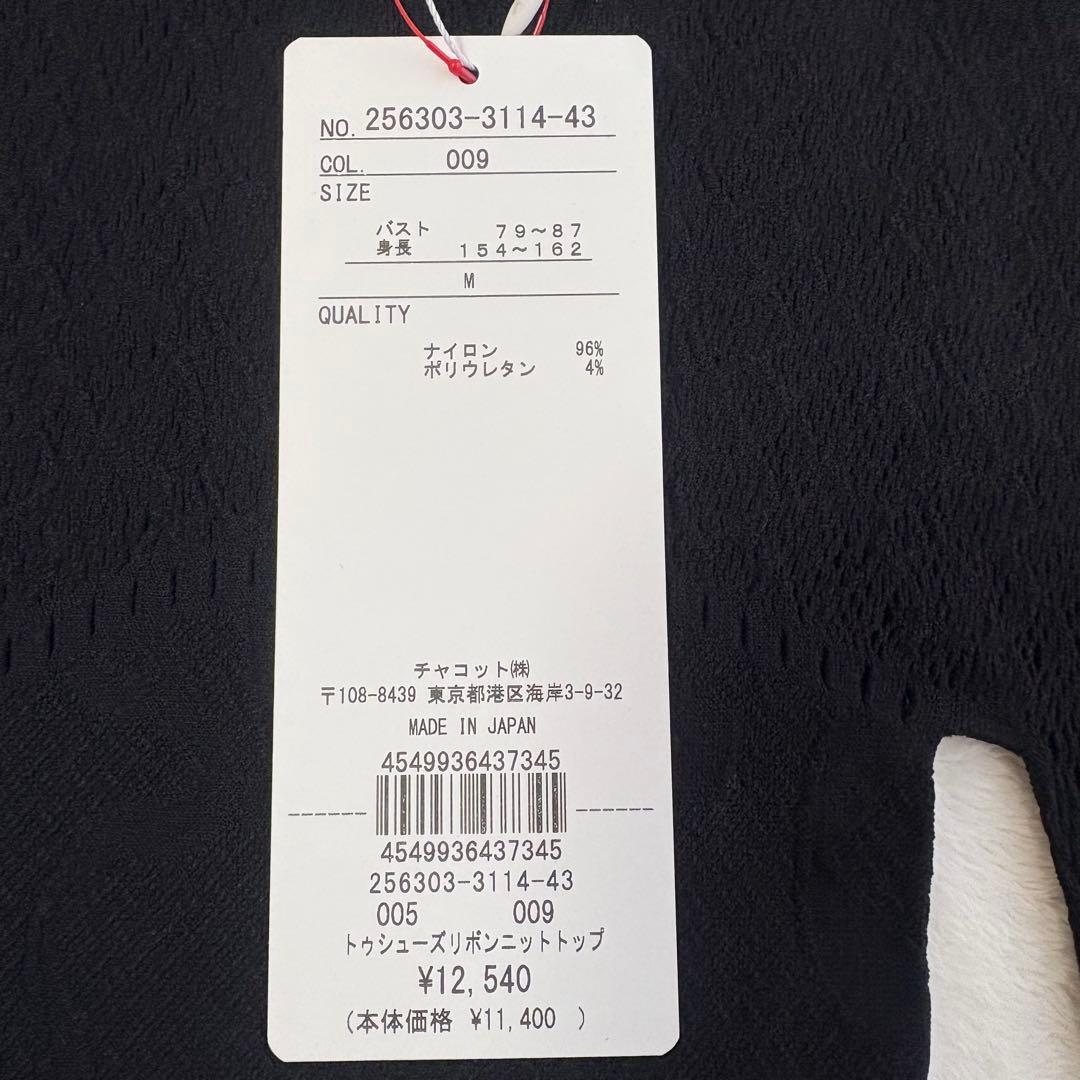 NO. 256303-3114-43
COL. 009
SIZE
バスト 79～87
身長 154～162
M
QUALITY
ナイロン 96%
ポリウレタン 4%
チャコット㈱
〒108-8439 東京都港区海岸3-9-32
MADE IN JAPAN
4549936437345
4549936437345
256303-3114-43
005 009
トゥシューズリボンニットトップ
¥12,540
(本体価格 ¥11,400 )